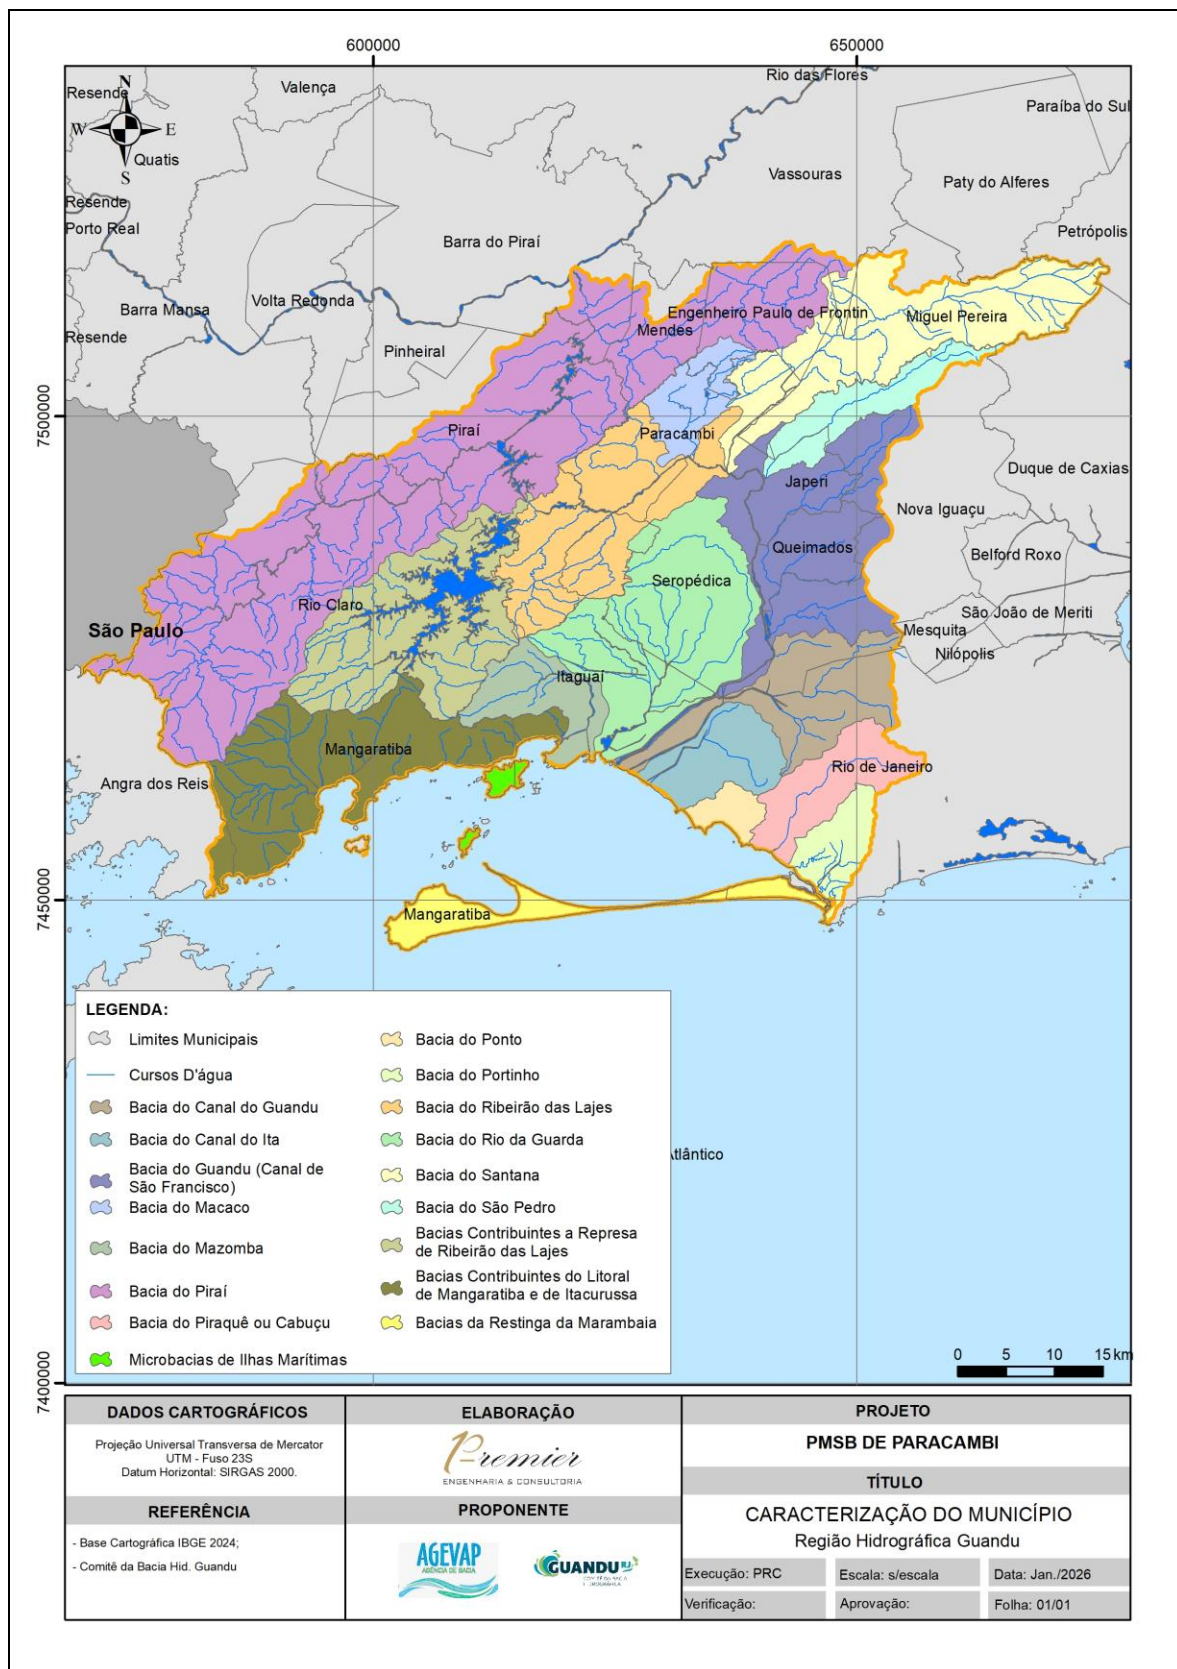 600000
650000
Rio das Flores
Resende
N
Valença
Paraíba do Sul
W
E
Quatis
S
Vassouras
Paty do Alferes
Resende
Porto Real
Petrópolis
Barra do Piraí
Volta Redonda
Barra Mansa
Engenheiro Paulo de Frontin
Miguel Pereira
Mendes
Resende
Pinheiral
7500000
Piraí
Paracambi
Duque de Caxias
Japeri
Nova Iguaçu
Queimados
Belford Roxo
Seropédica
Rio Claro
São João de Meriti
São Paulo
Mesquita
Nilópolis
Itaguaí
Mangaratiba
Rio de Janeiro
Angra dos Reis
7450000
Mangaratiba
LEGENDA:
Limites Municipais
Cursos D'água
Bacia do Canal do Guandu
Bacia do Canal do Ita
Bacia do Guandu (Canal de
São Francisco)
Bacia do Macaco
Bacia do Mazomba
Bacia do Piraí
Bacia do Piraquê ou Cabuçu
Microbacias de Ilhas Marítimas
Bacia do Ponto
Bacia do Portinho
Bacia do Ribeirão das Lajes
Bacia do Rio da Guarda
Bacia do Santana
Bacia do São Pedro
Bacias Contribuintes a Represa
de Ribeirão das Lajes
Bacias Contribuintes do Litoral
de Mangaratiba e de Itacurussa
Bacias da Restinga da Marambaia
Atlântico
0 5 10 15 km
7400000
DADOS CARTOGRÁFICOS
Projeção Universal Transversa de Mercator
UTM - Fuso 23S
Datum Horizontal: SIRGAS 2000.
REFERÊNCIA
- Base Cartográfica IBGE 2024;
- Comitê da Bacia Hid. Guandu
ELABORAÇÃO
Premier
ENGENHARIA & CONSULTORIA
PROPONENTE
AGEVAP
AGÊNCIA DE BACIA
GUANDU RJ
PROJETO
PMSB DE PARACAMBI
TÍTULO
CARACTERIZAÇÃO DO MUNICÍPIO
Região Hidrográfica Guandu
Execução: PRC
Escala: s/escala
Data: Jan./2026
Verificação:
Aprovação:
Folha: 01/01